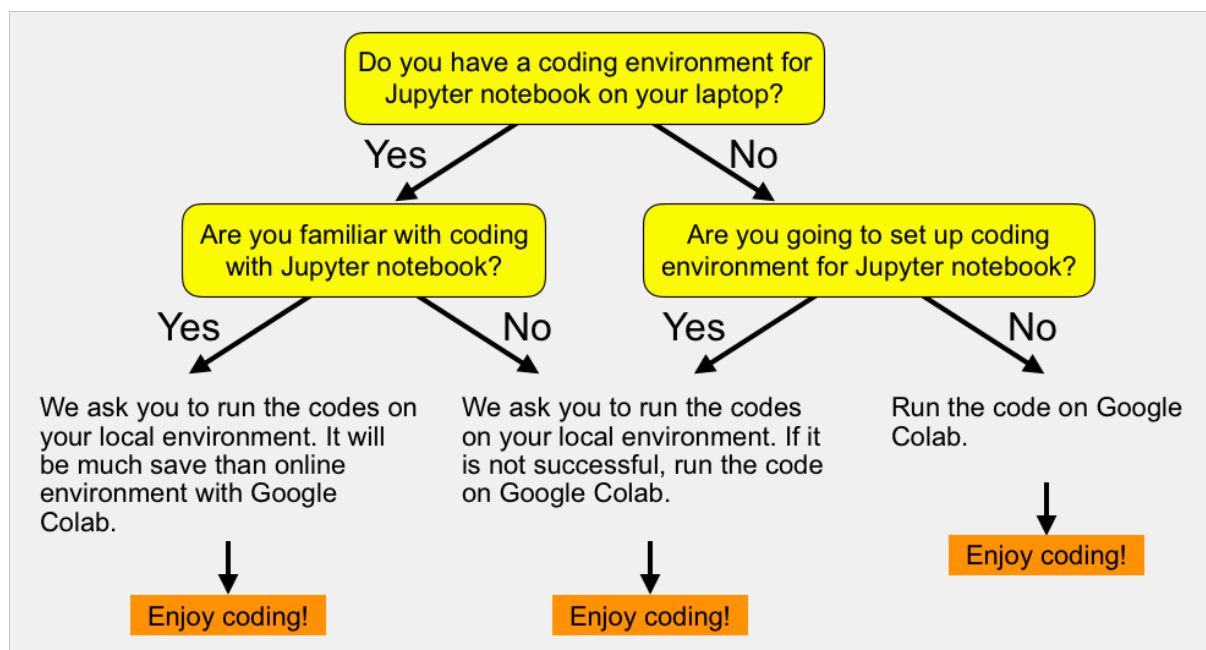 Do you have a coding environment for
Jupyter notebook on your laptop?
Yes
No
Are you familiar with coding
with Jupyter notebook?
Are you going to set up coding
environment for Jupyter notebook?
Yes
No
Yes
No
We ask you to run the codes on
your local environment. It will
be much save than online
environment with Google
Colab.
We ask you to run the codes
on your local environment. If it
is not successful, run the code
on Google Colab.
Run the code on Google
Colab.
Enjoy coding!
Enjoy coding!
Enjoy coding!